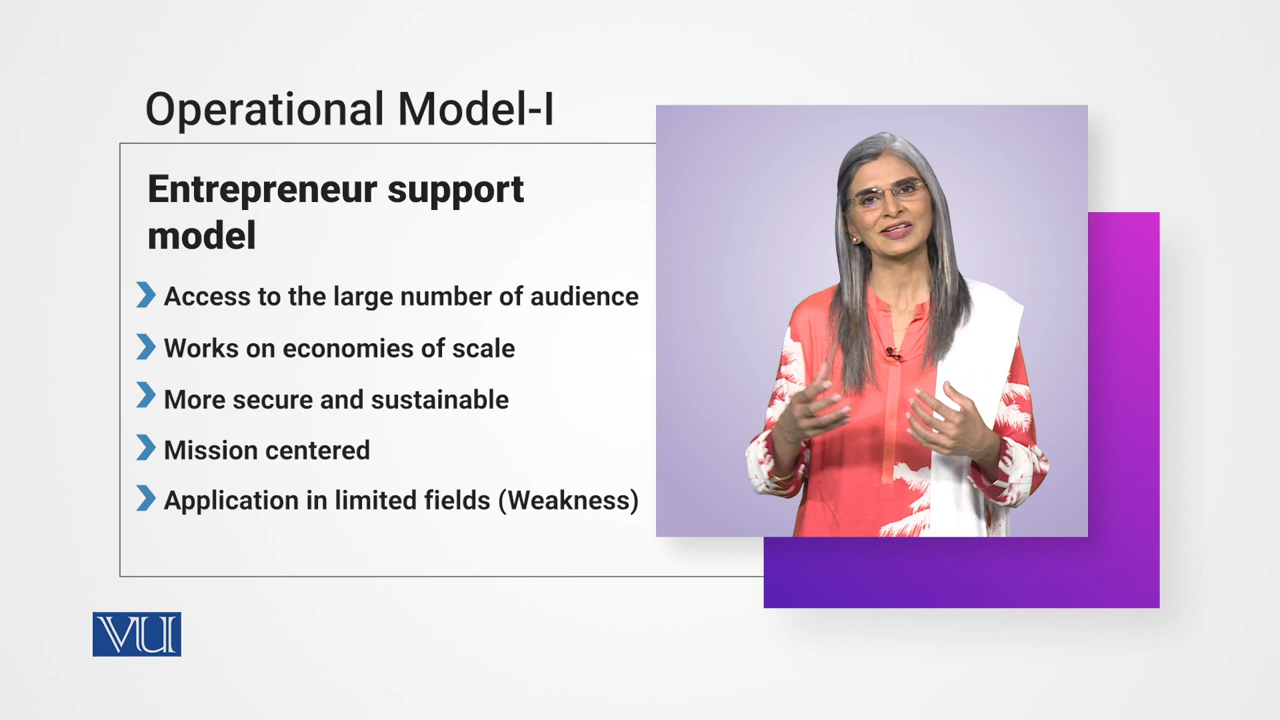 Operational Model-I
Entrepreneur support
model
Access to the large number of audience
Works on economies of scale
More secure and sustainable
Mission centered
Application in limited fields (Weakness)
VU